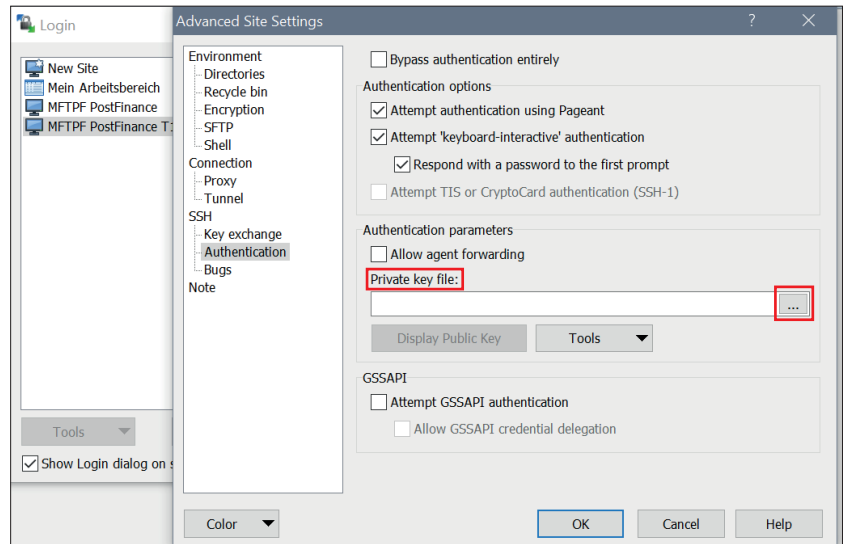 Login
New Site
Mein Arbeitsbereich
MFTPF PostFinance
MFTPF PostFinance
Tools
Show Login dialog on
Advanced Site Settings
?
Environment
Directories
Recycle bin
Encryption
SFTP
Shell
Connection
Proxy
Tunnel
SSH
Key exchange
Authentication
Bugs
Note
Bypass authentication entirely
Authentication options
Attempt authentication using Pageant
Attempt 'keyboard-interactive' authentication
Respond with a password to the first prompt
Attempt TIS or CryptoCard authentication (SSH-1)
Authentication parameters
Allow agent forwarding
Private key file:
...
Display Public Key
Tools
GSSAPI
Attempt GSSAPI authentication
Allow GSSAPI credential delegation
Color
OK
Cancel
Help